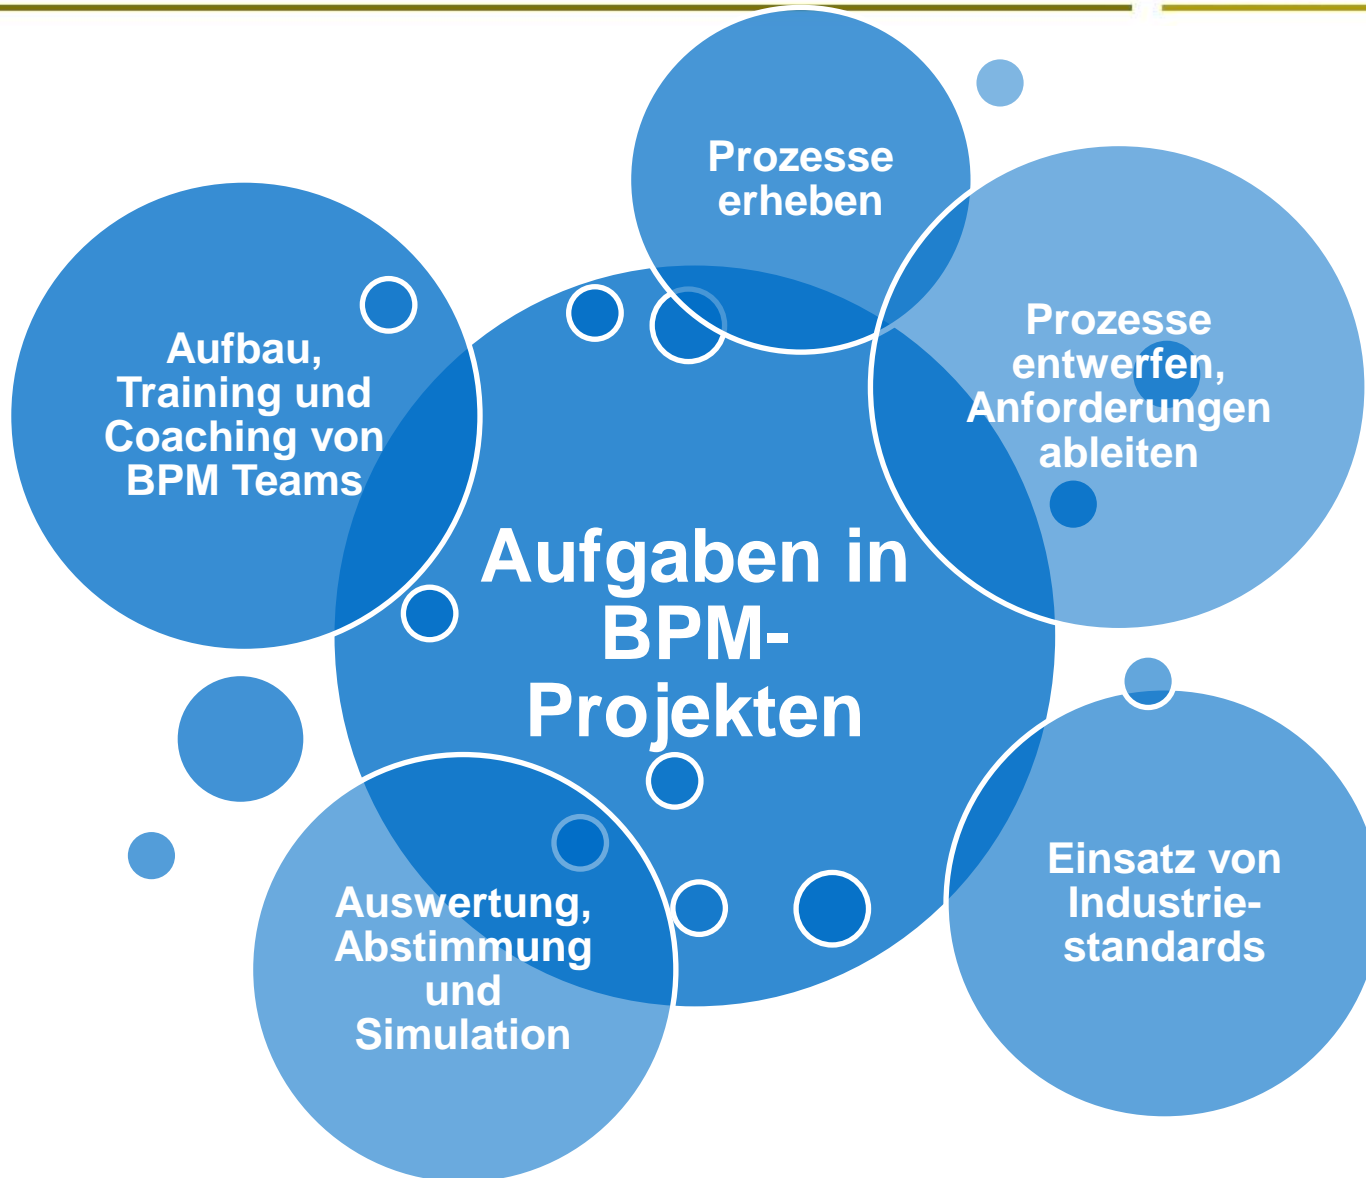 Prozesse
erheben
Prozesse
entwerfen,
Anforderungen
ableiten
Aufbau,
Training und
Coaching von
BPM Teams
Aufgaben in
BPM-
Projekten
Einsatz von
Industrie-
standards
Auswertung,
Abstimmung
und
Simulation